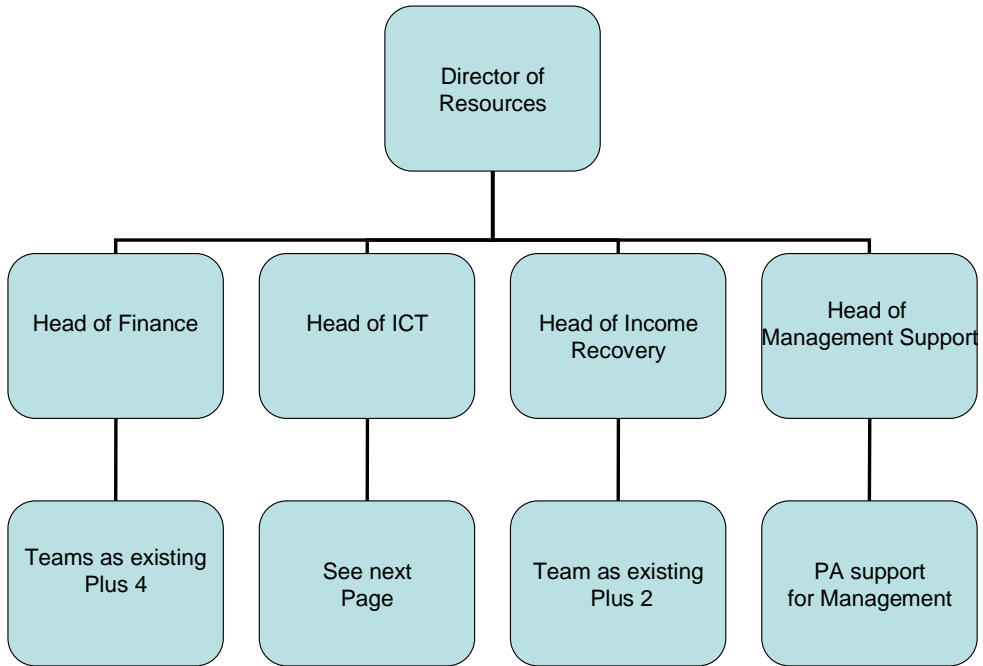 Director of
Resources
Head of Finance
Head of ICT
Head of Income
Recovery
Head of
Management Support
Teams as existing
Plus 4
See next
Page
Team as existing
Plus 2
PA support
for Management